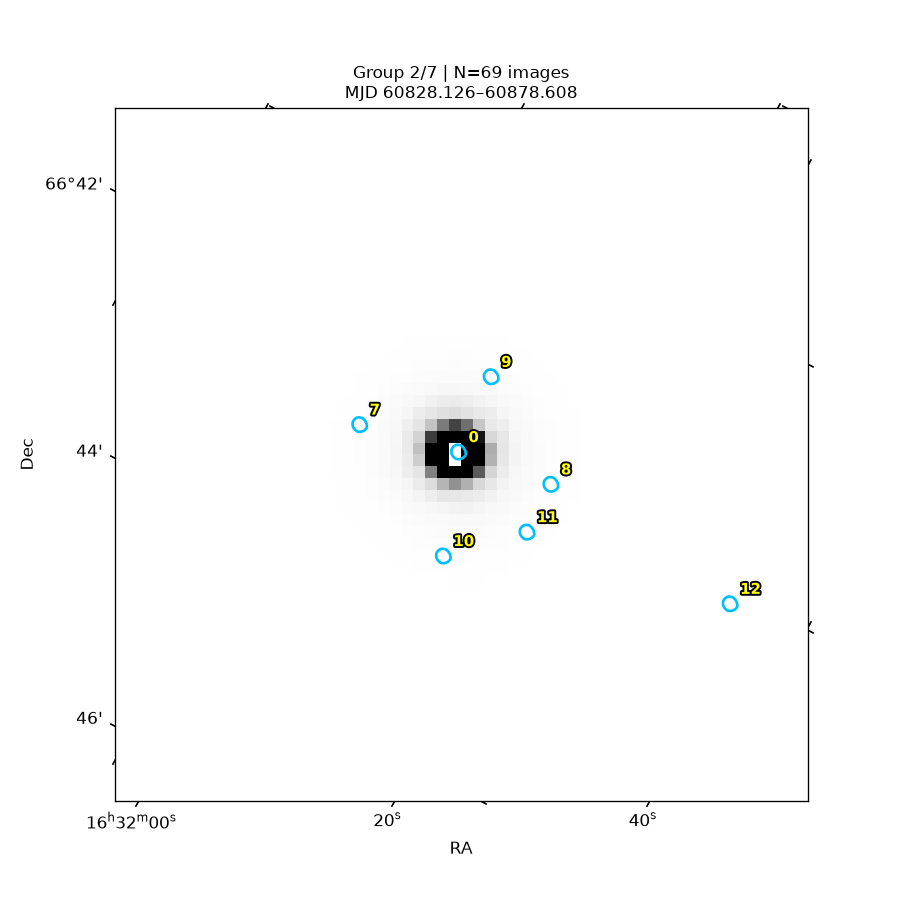 Group 2/7 | N=69 images
MJD 60828.126–60878.608
66°42'
9
7
0
44'
Dec
8
11
10
12
46'
16ʰ32ᵐ00ˢ
20ˢ
40ˢ
RA